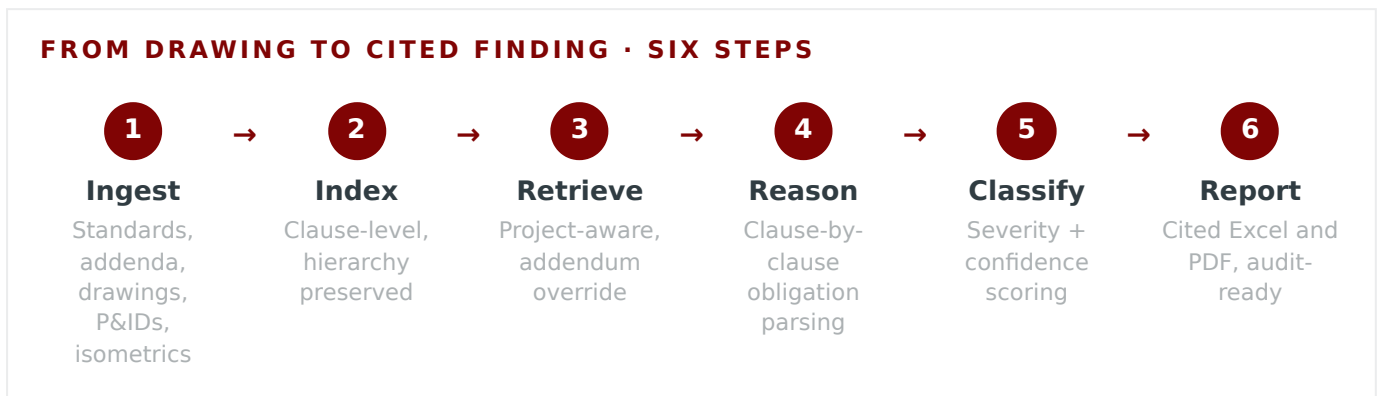 FROM DRAWING TO CITED FINDING · SIX STEPS
1 → 2 → 3 → 4 → 5 → 6
Ingest
Standards,
addenda,
drawings,
P&IDs,
isometrics
Index
Clause-level,
hierarchy
preserved
Retrieve
Project-aware,
addendum
override
Reason
Clause-by-
clause
obligation
parsing
Classify
Severity +
confidence
scoring
Report
Cited Excel and
PDF, audit-
ready